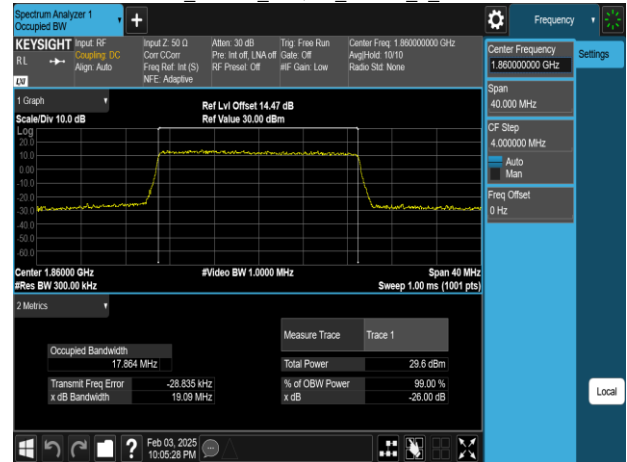 Spectrum Analyzer 1
Occupied BW
Frequency
KEYSIGHT
RL
LXI
Input: RF
Coupling: DC
Align: Auto
Input Z: 50 Ω
Corr CCorr
Freq Ref: Int (S)
NFE: Adaptive
Atten: 30 dB
Pre: Int off, LNA off
RF Presel: Off
Trig: Free Run
Gate: Off
#IF Gain: Low
Center Freq: 1.860000000 GHz
Avg|Hold: 10/10
Radio Std: None
Center Frequency
1.860000000 GHz
Settings
Span
40.000 MHz
CF Step
4.000000 MHz
Auto
Man
Freq Offset
0 Hz
Local
1 Graph
Scale/Div 10.0 dB
Ref Lvl Offset 14.47 dB
Ref Value 30.00 dBm
Log
20.0
10.0
0.00
-10.0
-20.0
-30.0
-40.0
-50.0
-60.0
Center 1.86000 GHz
#Video BW 1.0000 MHz
Span 40 MHz
#Res BW 300.00 kHz
Sweep 1.00 ms (1001 pts)
2 Metrics
Measure Trace Trace 1
Occupied Bandwidth
17.864 MHz
Total Power 29.6 dBm
Transmit Freq Error -28.835 kHz
% of OBW Power 99.00 %
x dB Bandwidth 19.09 MHz
x dB -26.00 dB
Feb 03, 2025
10:05:28 PM